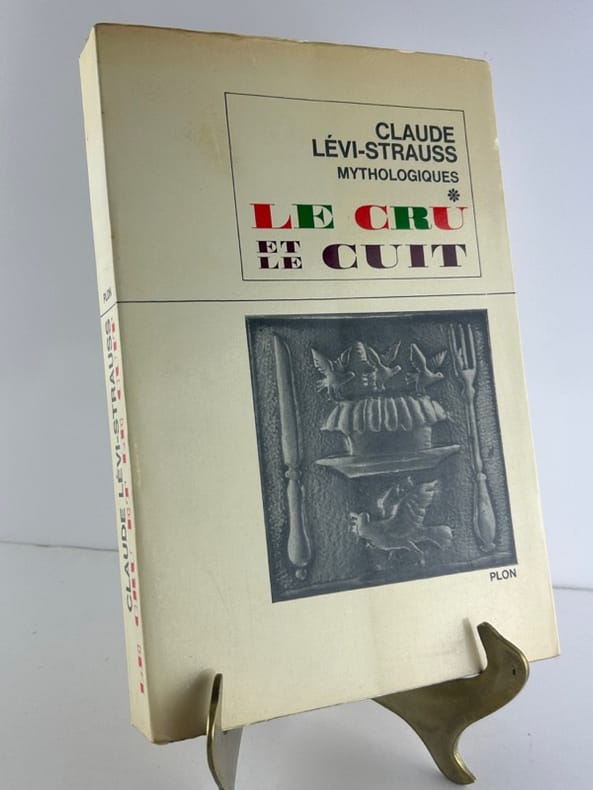 CLAUDE
LÉVI-STRAUSS
MYTHOLOGIQUES
*
LE CRU
ET LE CUIT
PLON
PLON
CLAUDE LÉVI-STRAUSS